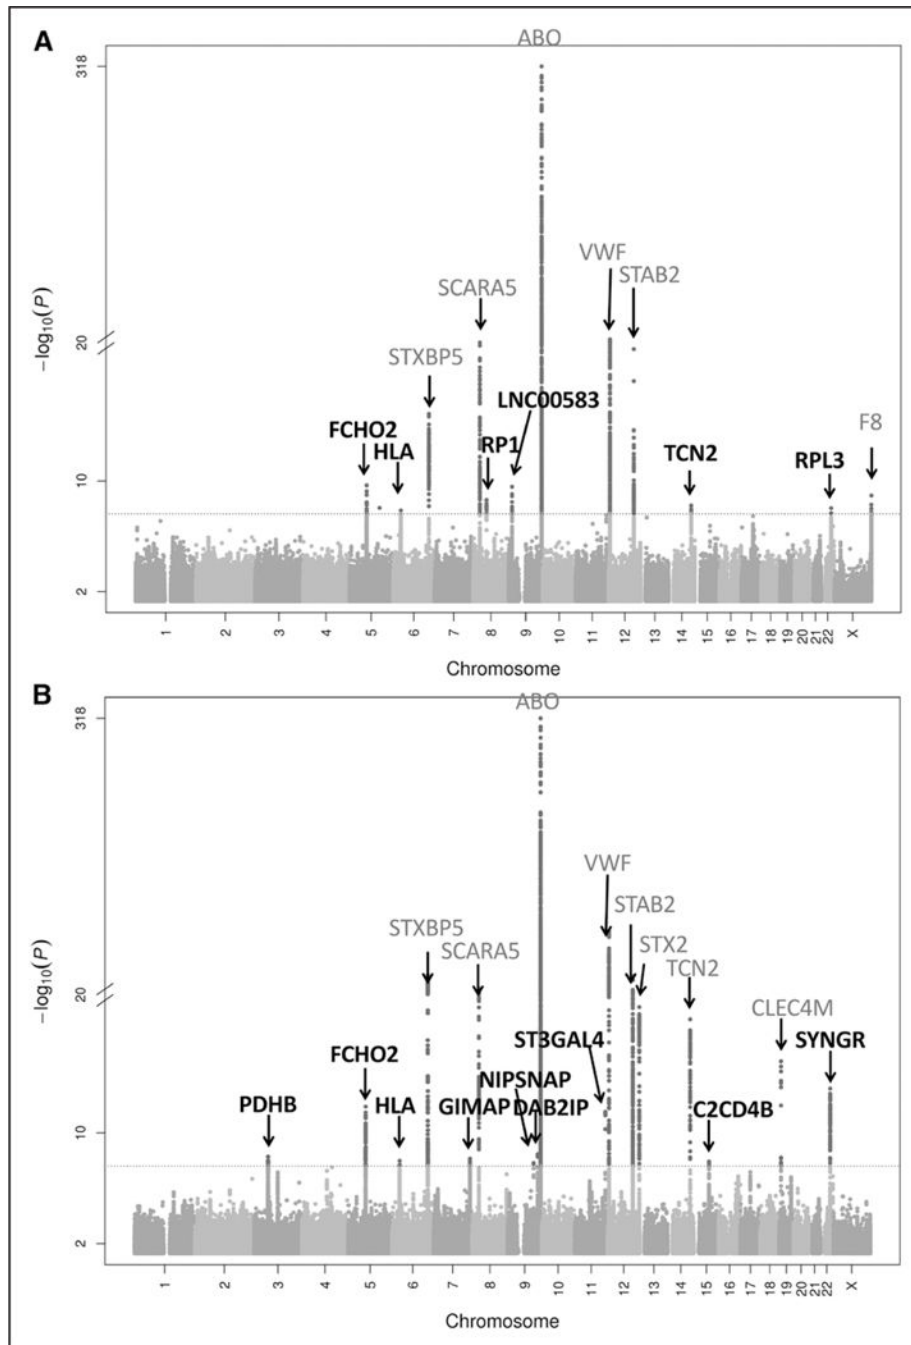 A
ABO
318
VWF
STAB2
SCARA5
STXBP5
20
LNC00583
FCHO2
HLA
RP1
F8
TCN2
RPL3
10
2
−log10(P)
1 2 3 4 5 6 7 8 9 10 11 12 13 14 15 16 17 18 19 20 21 22 X
Chromosome
B
ABO
318
VWF
STAB2
STXBP5
SCARA5
STX2
TCN2
20
CLEC4M
ST3GAL4
SYNGR
FCHO2
NIPSNAP
PDHB
HLA
GIMAP
DAB2IP
C2CD4B
10
2
−log10(P)
1 2 3 4 5 6 7 8 9 10 11 12 13 14 15 16 17 18 19 20 21 22 X
Chromosome